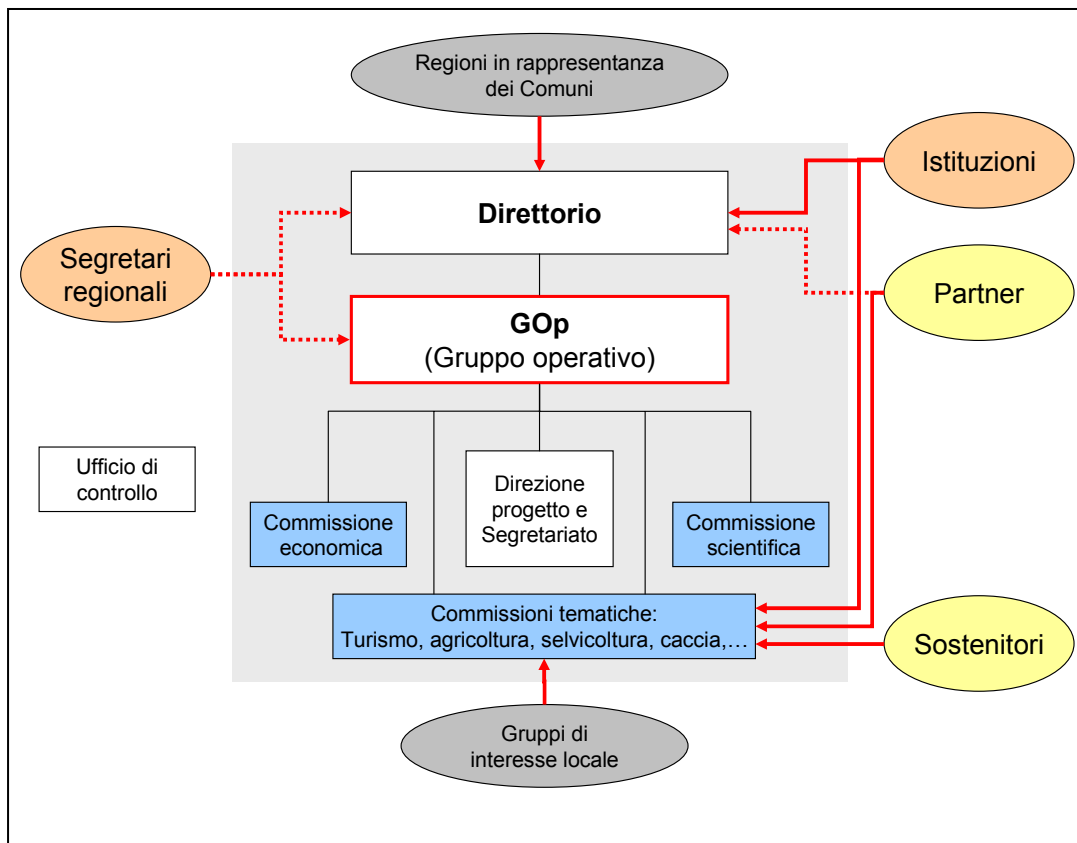 Regioni in rappresentanza
dei Comuni
Istituzioni
Direttorio
Segretari
regionali
Partner
GOp
(Gruppo operativo)
Ufficio di
controllo
Direzione
progetto e
Segretariato
Commissione
economica
Commissione
scientifica
Commissioni tematiche:
Turismo, agricoltura, selvicoltura, caccia,…
Sostenitori
Gruppi di
interesse locale